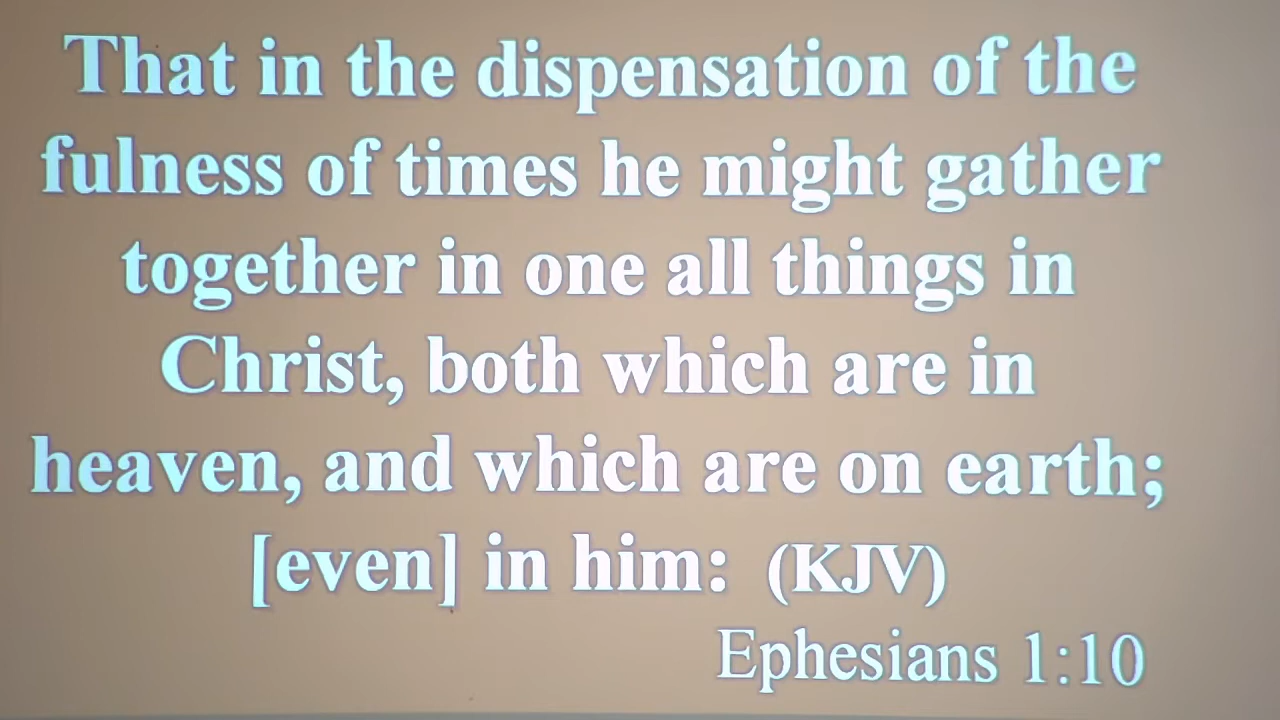 That in the dispensation of the
fulness of times he might gather
together in one all things in
Christ, both which are in
heaven, and which are on earth;
[even] in him: (KJV)
Ephesians 1:10